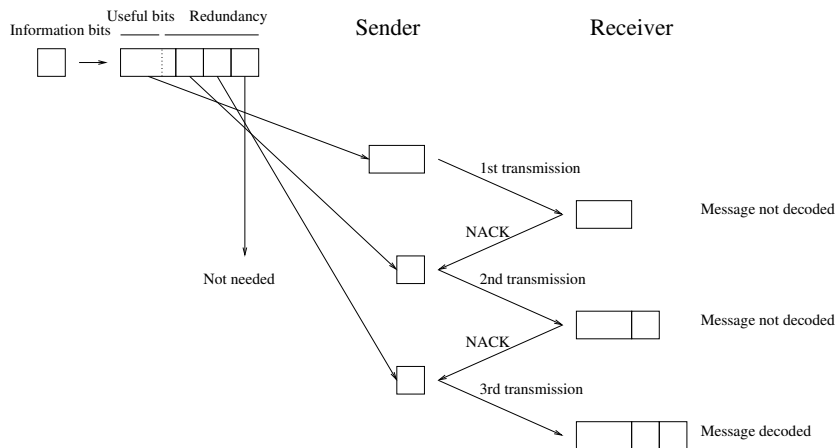 Useful bits Redundancy
Information bits
Sender
Receiver
1st transmission
Message not decoded
NACK
Not needed
2nd transmission
Message not decoded
NACK
3rd transmission
Message decoded